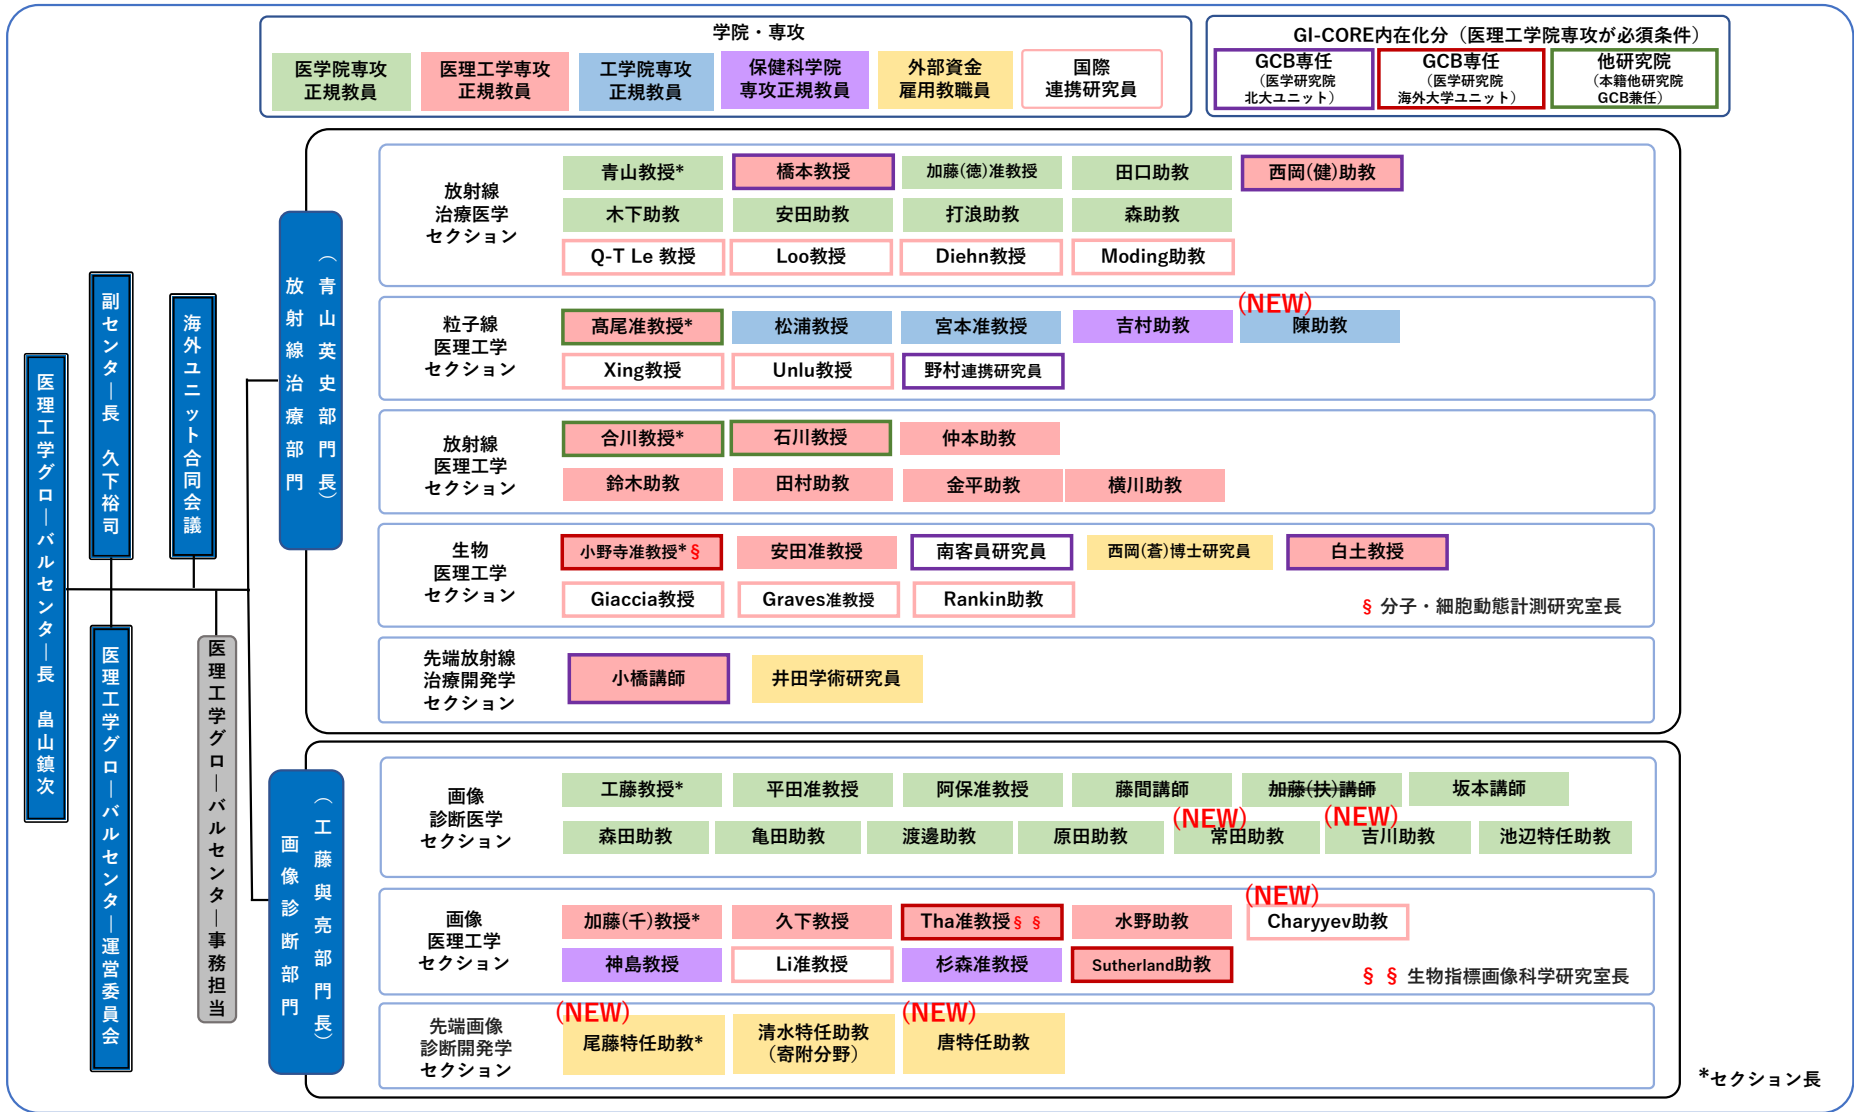 学院・専攻
医学院専攻
正規教員
医理工学専攻
正規教員
工学院専攻
正規教員
保健科学院
専攻正規教員
外部資金
雇用教職員
国際
連携研究員
GI-CORE内在化分（医理工学院専攻が必須条件）
GCB専任
（医学研究院
北大ユニット）
GCB専任
（医学研究院
海外大学ユニット）
他研究院
（本籍他研究院
GCB兼任）
医理工学グローバルセンター長　畠山鎮次
副センター長　久下裕司
海外ユニット合同会議
医理工学グローバルセンター運営委員会
医理工学グローバルセンター事務担当
放射線治療部門
（青山英史部門長）
放射線
治療医学
セクション
青山教授*
橋本教授
加藤(徳)准教授
田口助教
西岡(健)助教
木下助教
安田助教
打浪助教
森助教
Q-T Le 教授
Loo教授
Diehn教授
Moding助教
粒子線
医理工学
セクション
髙尾准教授*
松浦教授
宮本准教授
吉村助教
(NEW)
陳助教
Xing教授
Unlu教授
野村連携研究員
放射線
医理工学
セクション
合川教授*
石川教授
仲本助教
鈴木助教
田村助教
金平助教
横川助教
生物
医理工学
セクション
小野寺准教授*§
安田准教授
南客員研究員
西岡(蒼)博士研究員
白土教授
Giaccia教授
Graves准教授
Rankin助教
§ 分子・細胞動態計測研究室長
先端放射線
治療開発学
セクション
小橋講師
井田学術研究員
画像診断部門
（工藤與亮部門長）
画像
診断医学
セクション
工藤教授*
平田准教授
阿保准教授
藤間講師
加藤(扶)講師
坂本講師
森田助教
亀田助教
渡邊助教
原田助教
(NEW)
常田助教
(NEW)
吉川助教
池辺特任助教
画像
医理工学
セクション
加藤(千)教授*
久下教授
Tha准教授§ §
水野助教
(NEW)
Charyyev助教
神島教授
Li准教授
杉森准教授
Sutherland助教
§ § 生物指標画像科学研究室長
先端画像
診断開発学
セクション
(NEW)
尾藤特任助教*
清水特任助教
（寄附分野）
(NEW)
唐特任助教
*セクション長